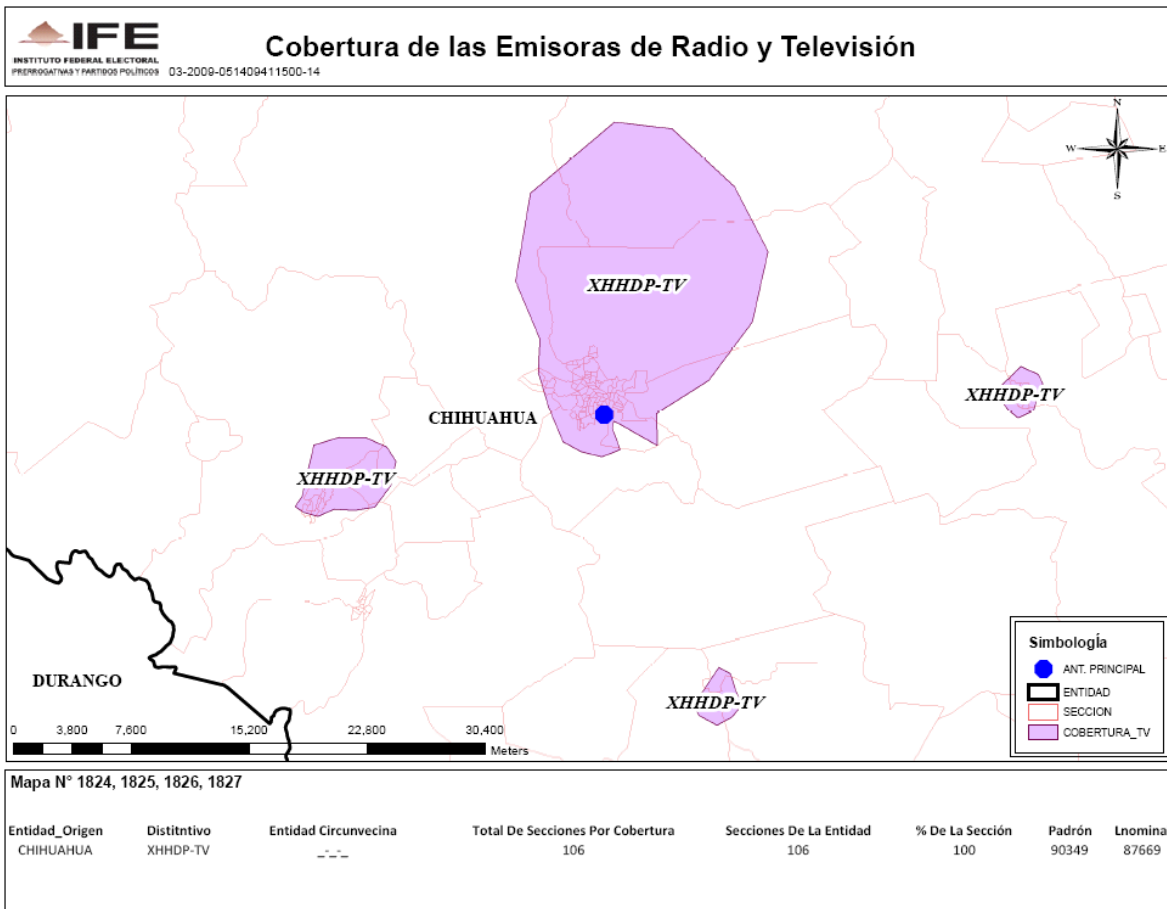 IFE
INSTITUTO FEDERAL ELECTORAL
PRERROGATIVAS Y PARTIDOS POLÍTICOS
03-2009-051409411500-14
Cobertura de las Emisoras de Radio y Televisión
N
W
E
S
XHHDP-TV
XHHDP-TV
CHIHUAHUA
XHHDP-TV
XHHDP-TV
DURANGO
0 3,800 7,600 15,200 22,800 30,400
Meters
Simbología
ANT. PRINCIPAL
ENTIDAD
SECCION
COBERTURA_TV
Mapa N° 1824, 1825, 1826, 1827
Entidad_Origen Distitntivo Entidad Circunvecina Total De Secciones Por Cobertura Secciones De La Entidad % De La Sección Padrón Lnomina
CHIHUAHUA XHHDP-TV _-_-_ 106 106 100 90349 87669